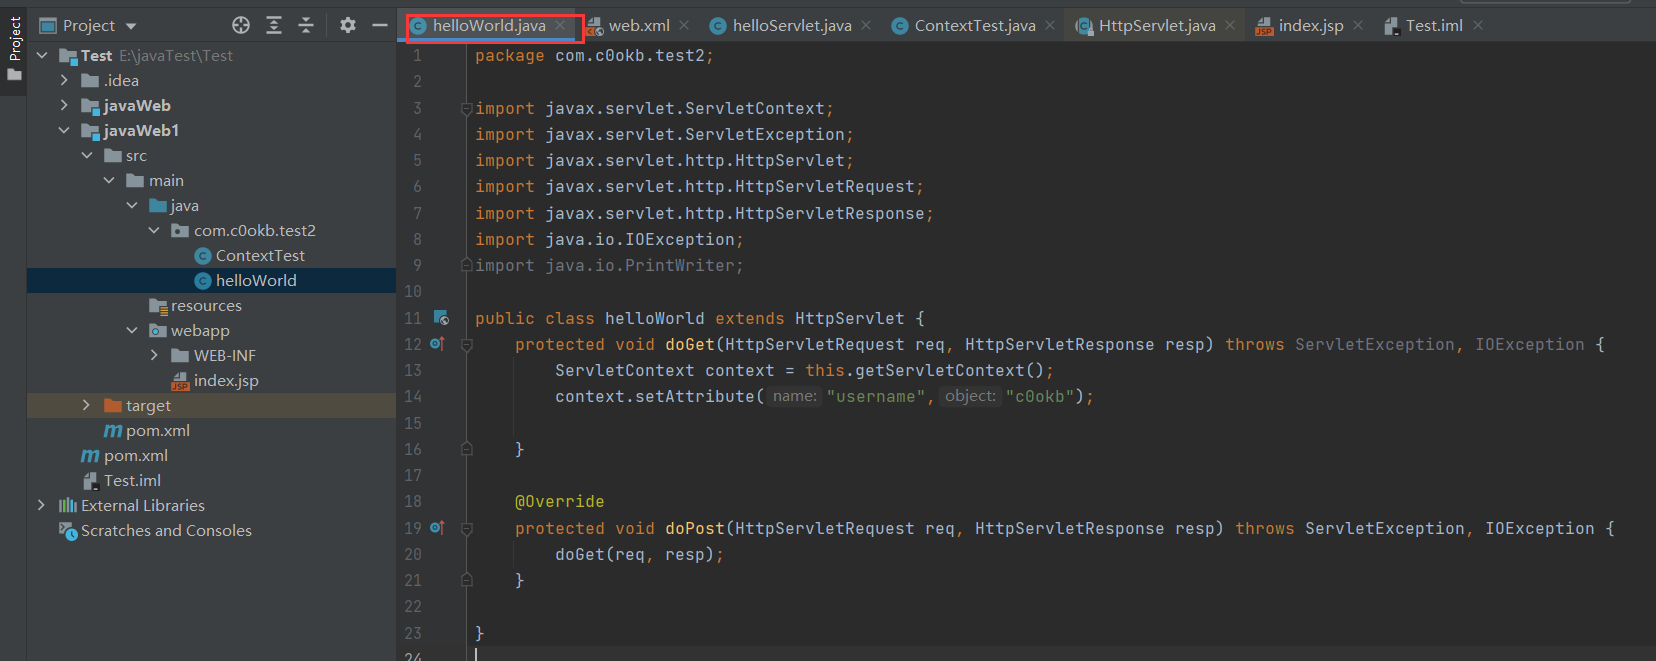 Project
Project
Test E:\javaTest\Test
.idea
javaWeb
javaWeb1
src
main
java
com.c0okb.test2
ContextTest
helloWorld
resources
webapp
WEB-INF
JSP index.jsp
target
m pom.xml
m pom.xml
Test.iml
External Libraries
Scratches and Consoles
C helloWorld.java web.xml C helloServlet.java C ContextTest.java C HttpServlet.java JSP index.jsp Test.iml
1 package com.c0okb.test2;
2
3 import javax.servlet.ServletContext;
4 import javax.servlet.ServletException;
5 import javax.servlet.http.HttpServlet;
6 import javax.servlet.http.HttpServletRequest;
7 import javax.servlet.http.HttpServletResponse;
8 import java.io.IOException;
9 import java.io.PrintWriter;
10
11 public class helloWorld extends HttpServlet {
12 protected void doGet(HttpServletRequest req, HttpServletResponse resp) throws ServletException, IOException {
13 ServletContext context = this.getServletContext();
14 context.setAttribute( name: "username", object: "c0okb");
15
16 }
17
18 @Override
19 protected void doPost(HttpServletRequest req, HttpServletResponse resp) throws ServletException, IOException {
20 doGet(req, resp);
21 }
22
23 }
24